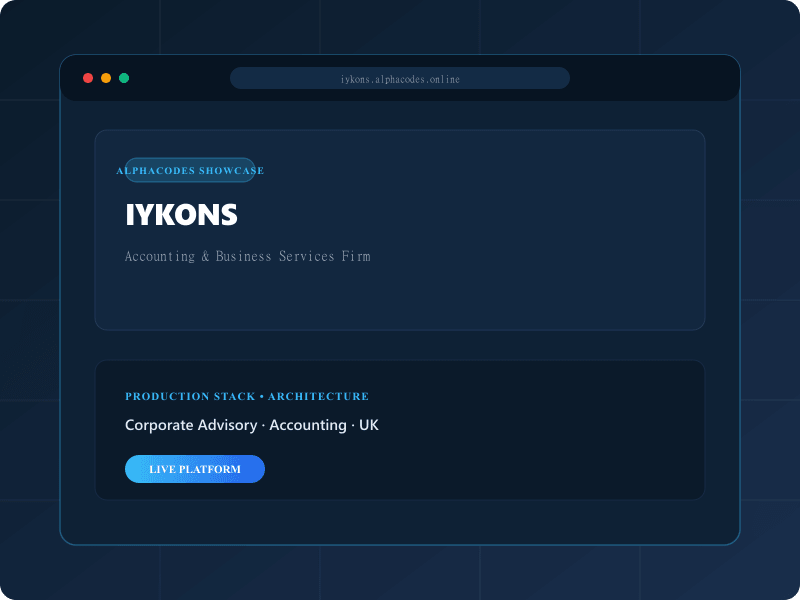 iykons.alphacodes.online
ALPHACODES SHOWCASE
IYKONS
Accounting & Business Services Firm
PRODUCTION STACK • ARCHITECTURE
Corporate Advisory · Accounting · UK
LIVE PLATFORM